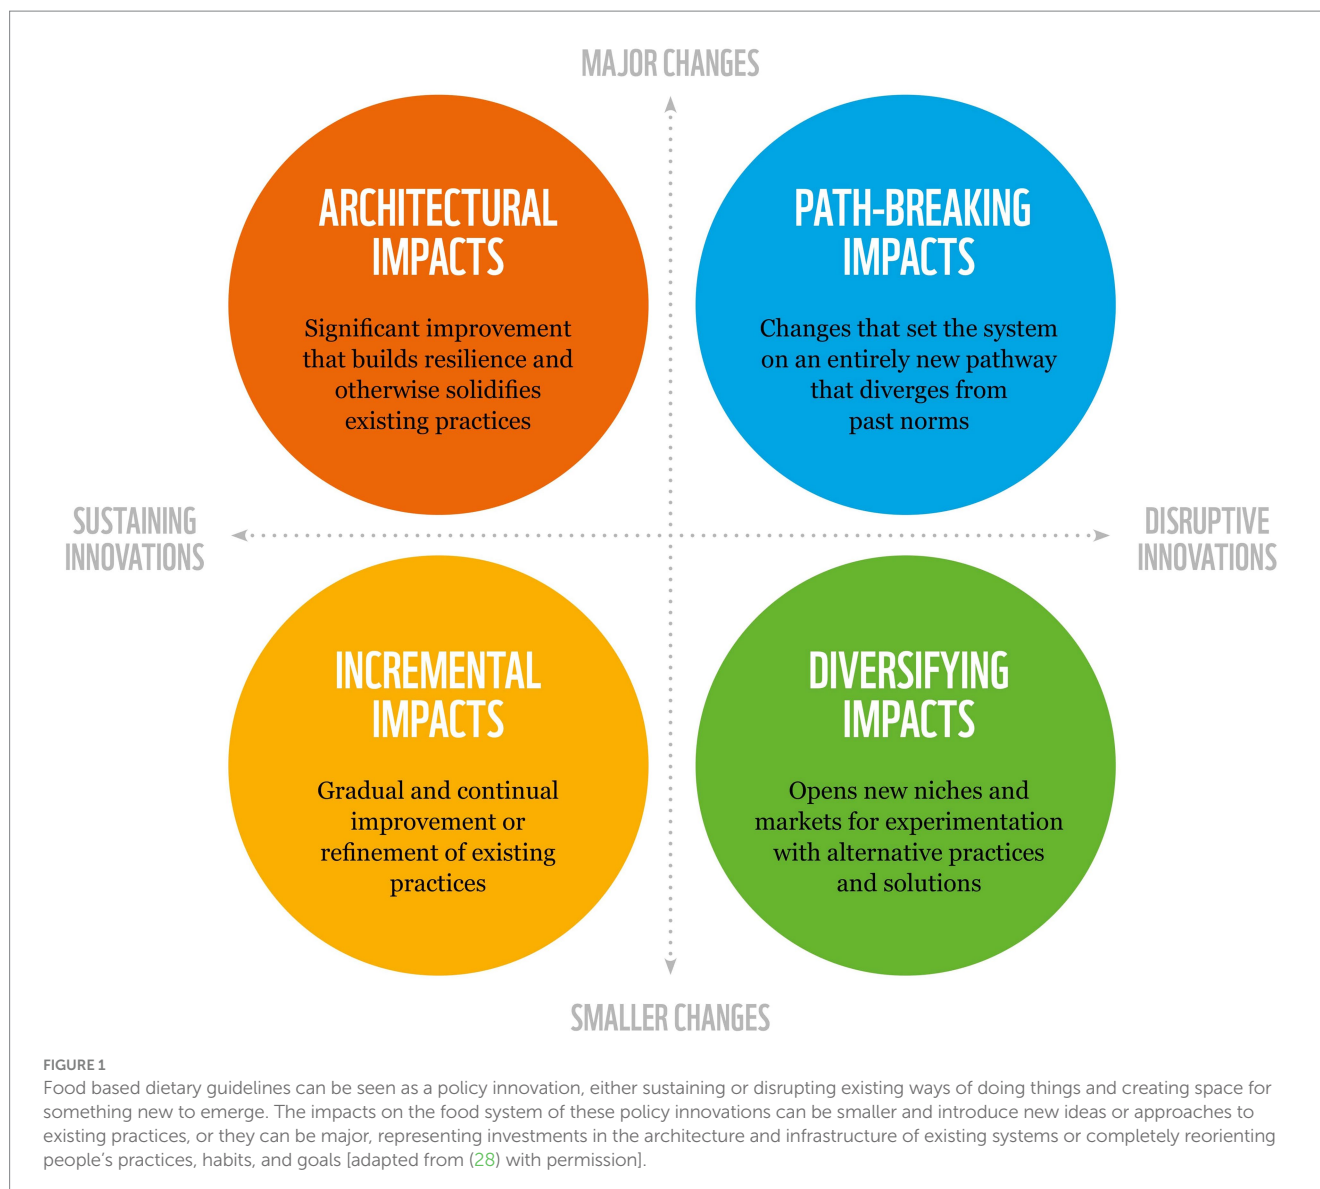 MAJOR CHANGES
ARCHITECTURAL
IMPACTS
Significant improvement
that builds resilience and
otherwise solidifies
existing practices
PATH-BREAKING
IMPACTS
Changes that set the system
on an entirely new pathway
that diverges from
past norms
SUSTAINING
INNOVATIONS
DISRUPTIVE
INNOVATIONS
INCREMENTAL
IMPACTS
Gradual and continual
improvement or
refinement of existing
practices
DIVERSIFYING
IMPACTS
Opens new niches and
markets for experimentation
with alternative practices
and solutions
SMALLER CHANGES
FIGURE 1
Food based dietary guidelines can be seen as a policy innovation, either sustaining or disrupting existing ways of doing things and creating space for
something new to emerge. The impacts on the food system of these policy innovations can be smaller and introduce new ideas or approaches to
existing practices, or they can be major, representing investments in the architecture and infrastructure of existing systems or completely reorienting
people's practices, habits, and goals [adapted from (28) with permission].